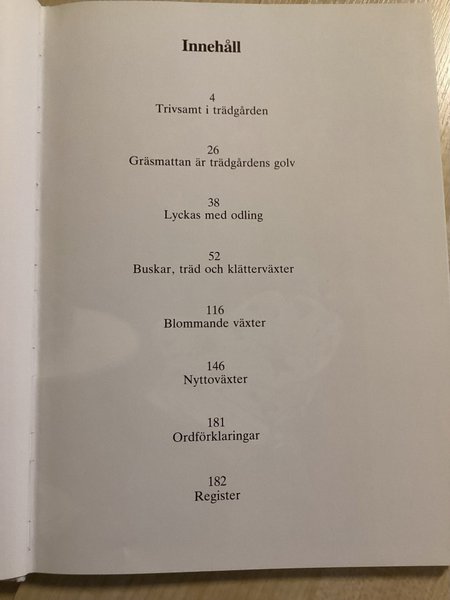 Innehåll
4
Trivsamt i trädgården
26
Gräsmattan är trädgårdens golv
38
Lyckas med odling
52
Buskar, träd och klätterväxter
116
Blommande växter
146
Nyttoväxter
181
Ordförklaringar
182
Register